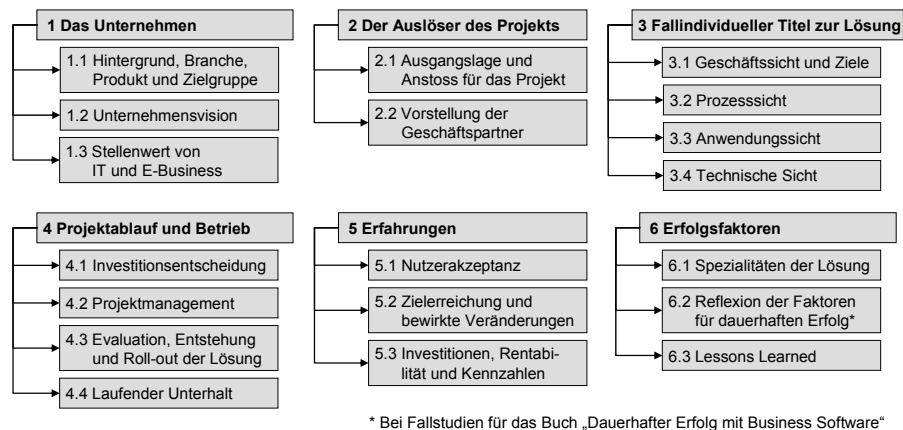 1 Das Unternehmen
1.1 Hintergrund, Branche,
Produkt und Zielgruppe
1.2 Unternehmensvision
1.3 Stellenwert von
IT und E-Business
2 Der Auslöser des Projekts
2.1 Ausgangslage und
Anstoss für das Projekt
2.2 Vorstellung der
Geschäftspartner
3 Fallindividueller Titel zur Lösung
3.1 Geschäftssicht und Ziele
3.2 Prozesssicht
3.3 Anwendungssicht
3.4 Technische Sicht
4 Projektablauf und Betrieb
4.1 Investitionsentscheidung
4.2 Projektmanagement
4.3 Evaluation, Entstehung
und Roll-out der Lösung
4.4 Laufender Unterhalt
5 Erfahrungen
5.1 Nutzerakzeptanz
5.2 Zielerreichung und
bewirkte Veränderungen
5.3 Investitionen, Rentabi-
lität und Kennzahlen
6 Erfolgsfaktoren
6.1 Spezialitäten der Lösung
6.2 Reflexion der Faktoren
für dauerhaften Erfolg*
6.3 Lessons Learned
* Bei Fallstudien für das Buch „Dauerhafter Erfolg mit Business Software“